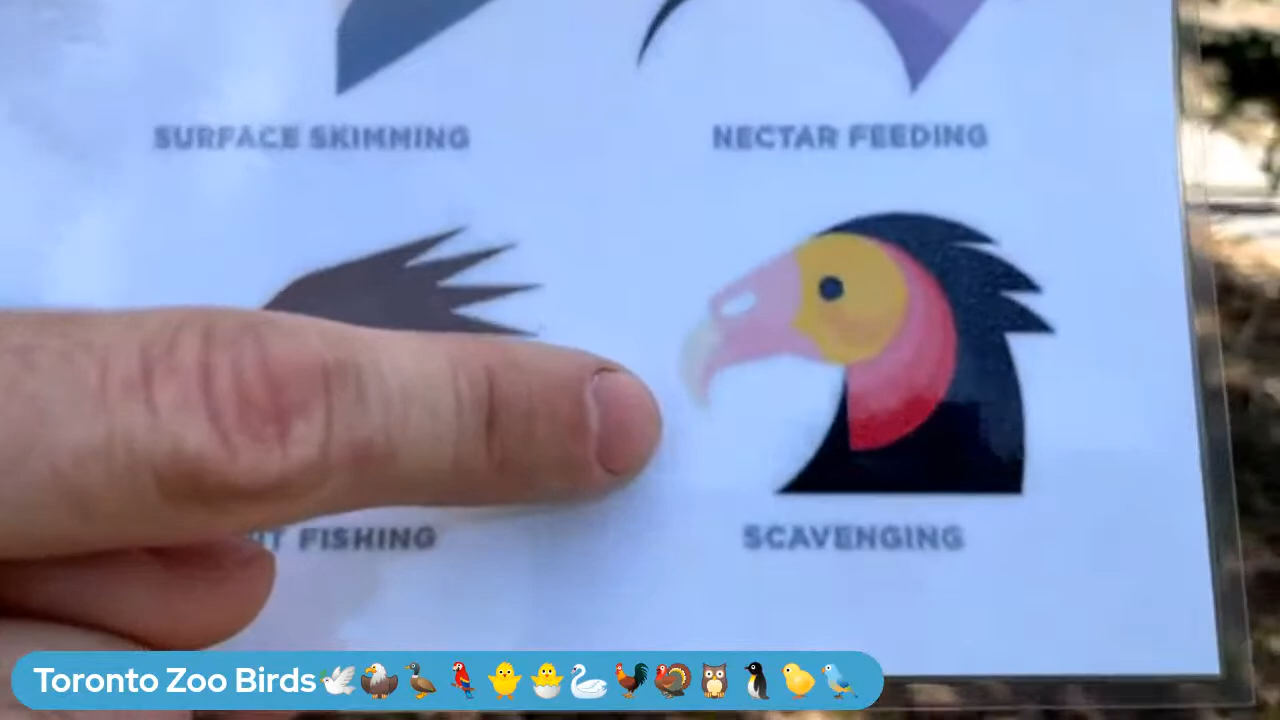 SURFACE SKIMMING
NECTAR FEEDING
FISHING
SCAVENGING
Toronto Zoo Birds